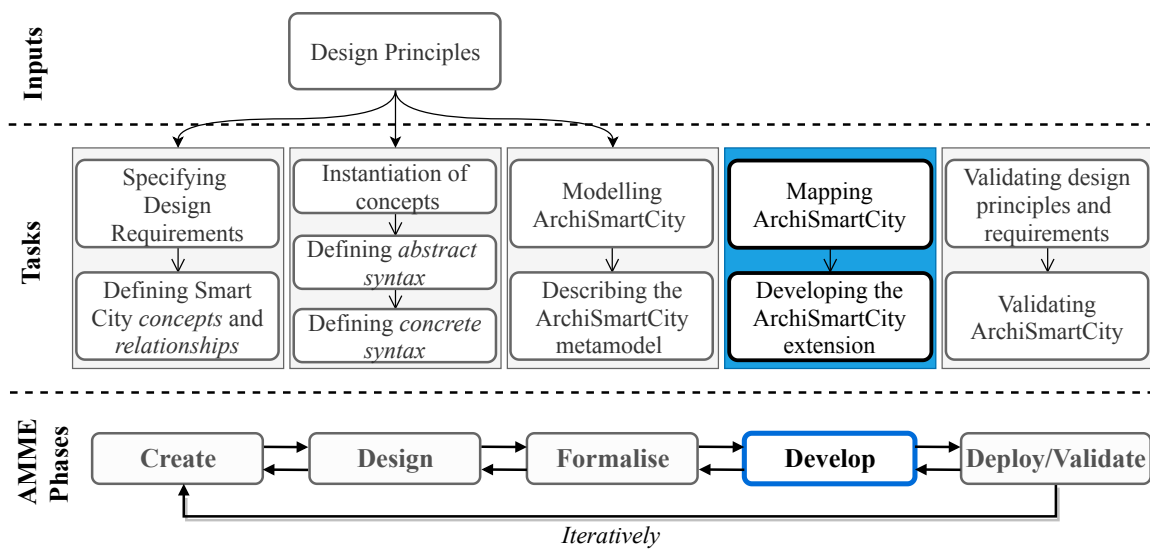 Inputs
Design Principles
Tasks
Specifying
Design
Requirements
Defining Smart
City concepts and
relationships
Instantiation of
concepts
Defining abstract
syntax
Defining concrete
syntax
Modelling
ArchiSmartCity
Describing the
ArchiSmartCity
metamodel
Mapping
ArchiSmartCity
Developing the
ArchiSmartCity
extension
Validating design
principles and
requirements
Validating
ArchiSmartCity
AMME
Phases
Create
Design
Formalise
Develop
Deploy/Validate
Iteratively